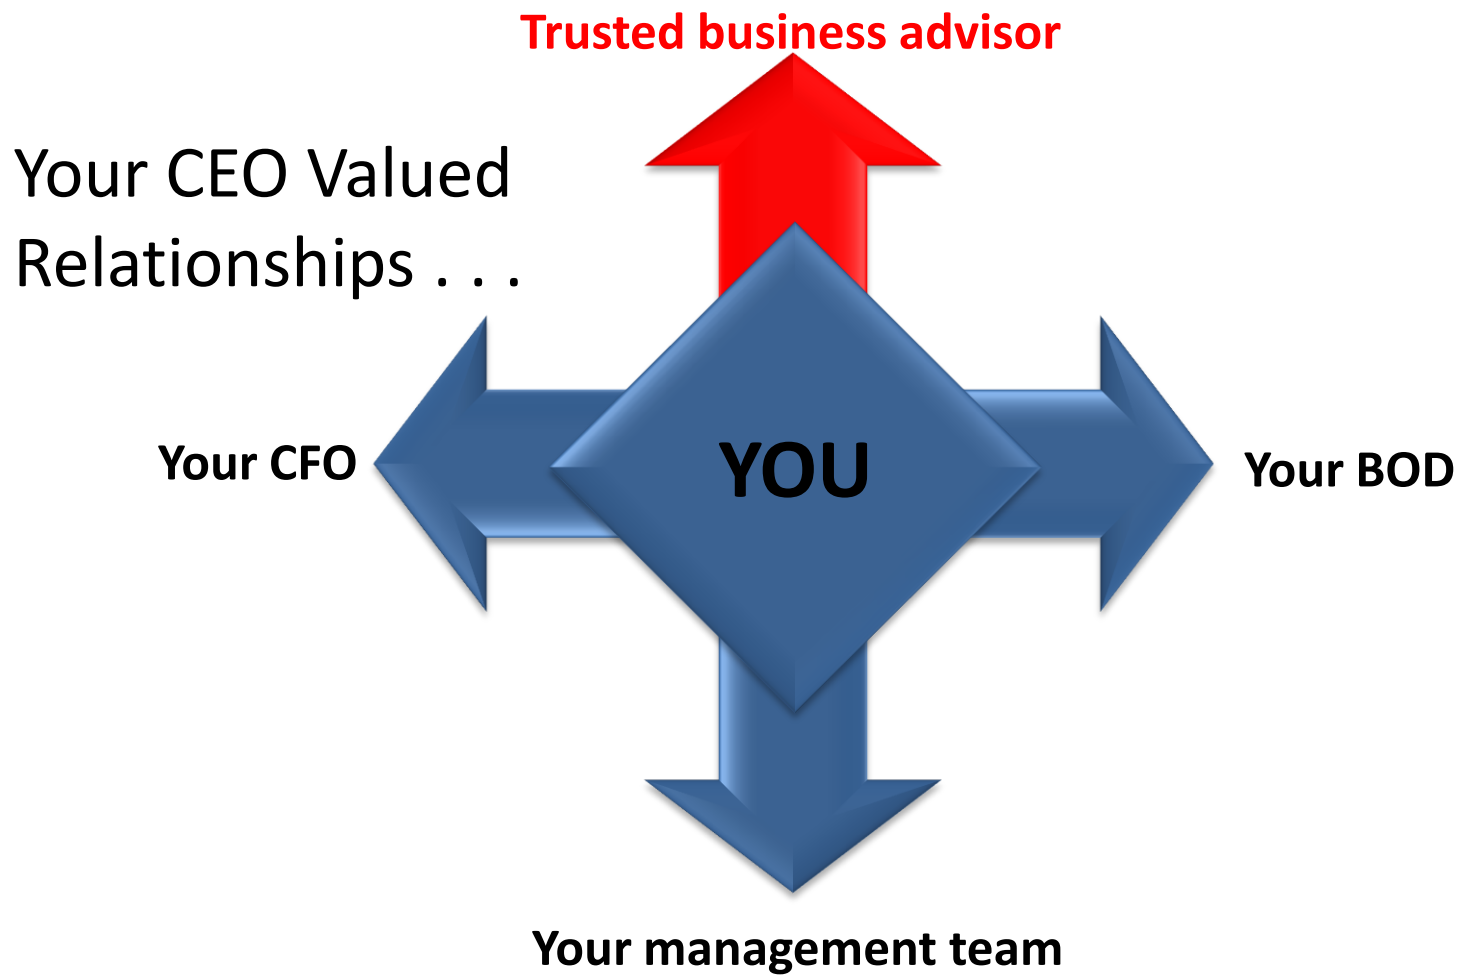 Trusted business advisor
Your CEO Valued
Relationships . . .
Your CFO
YOU
Your BOD
Your management team